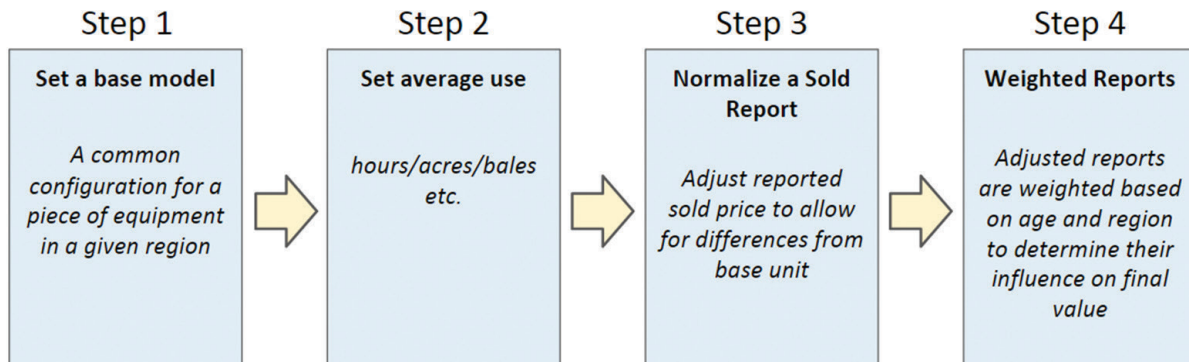 Step 1
Set a base model
A common
configuration for a
piece of equipment
in a given region
Step 2
Set average use
hours/acres/bales
etc.
Step 3
Normalize a Sold
Report
Adjust reported
sold price to allow
for differences from
base unit
Step 4
Weighted Reports
Adjusted reports
are weighted based
on age and region
to determine their
influence on final
value